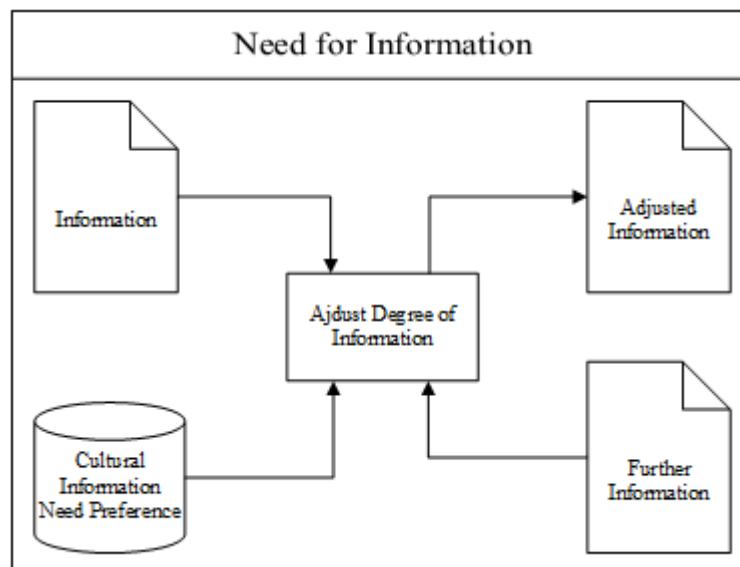 Need for Information
Information
Adjusted
Information
Ajdust Degree of
Information
Cultural
Information
Need Preference
Further
Information